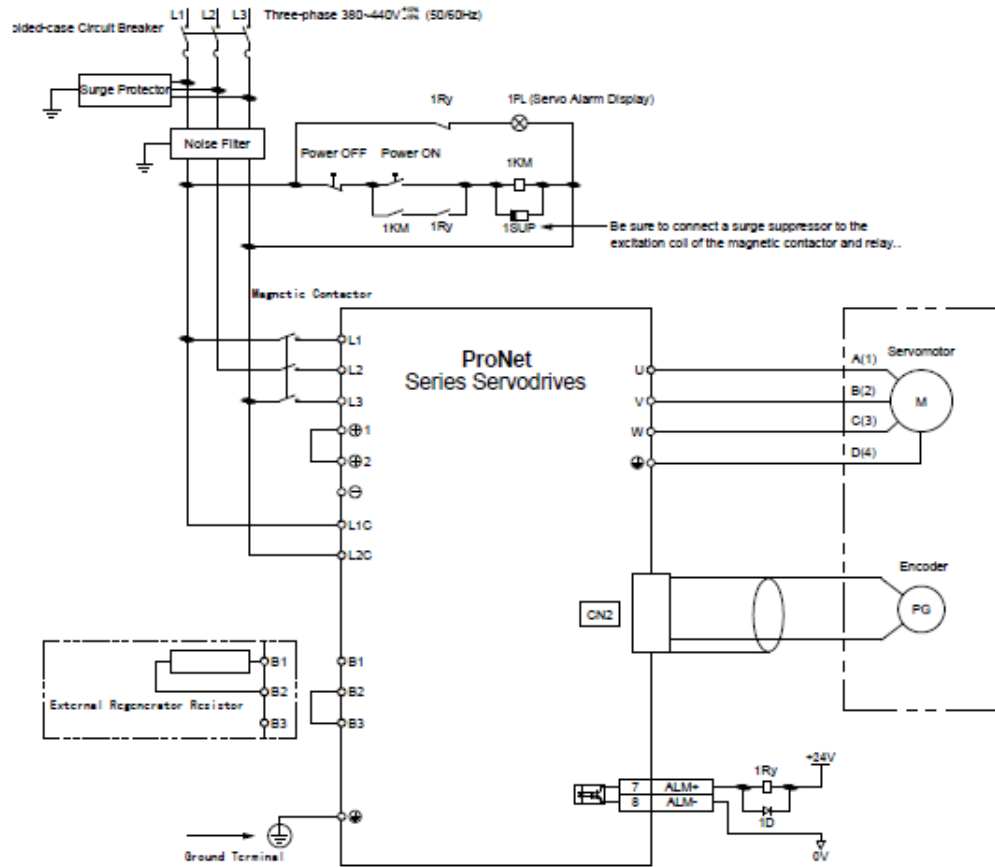 L1 L2 L3 Three-phase 380~440V (50/60Hz)
olded-case Circuit Breaker
Surge Protector
Noise Filter
1Ry
1PL (Servo Alarm Display)
Power OFF
Power ON
1KM
1KM
1Ry
1SUP
Be sure to connect a surge suppressor to the
excitation coil of the magnetic contactor and relay..
Magnetic Contactor
ProNet
Series Servodrives
L1
L2
L3
1
2
L1C
L2C
B1
B2
B3
U
V
W
A(1)
B(2)
C(3)
D(4)
Servomotor
M
Encoder
PG
CN2
B1
B2
B3
External Regenerator Resistor
7 ALM+
8 ALM-
1Ry
+24V
1D
0V
Ground Terminal